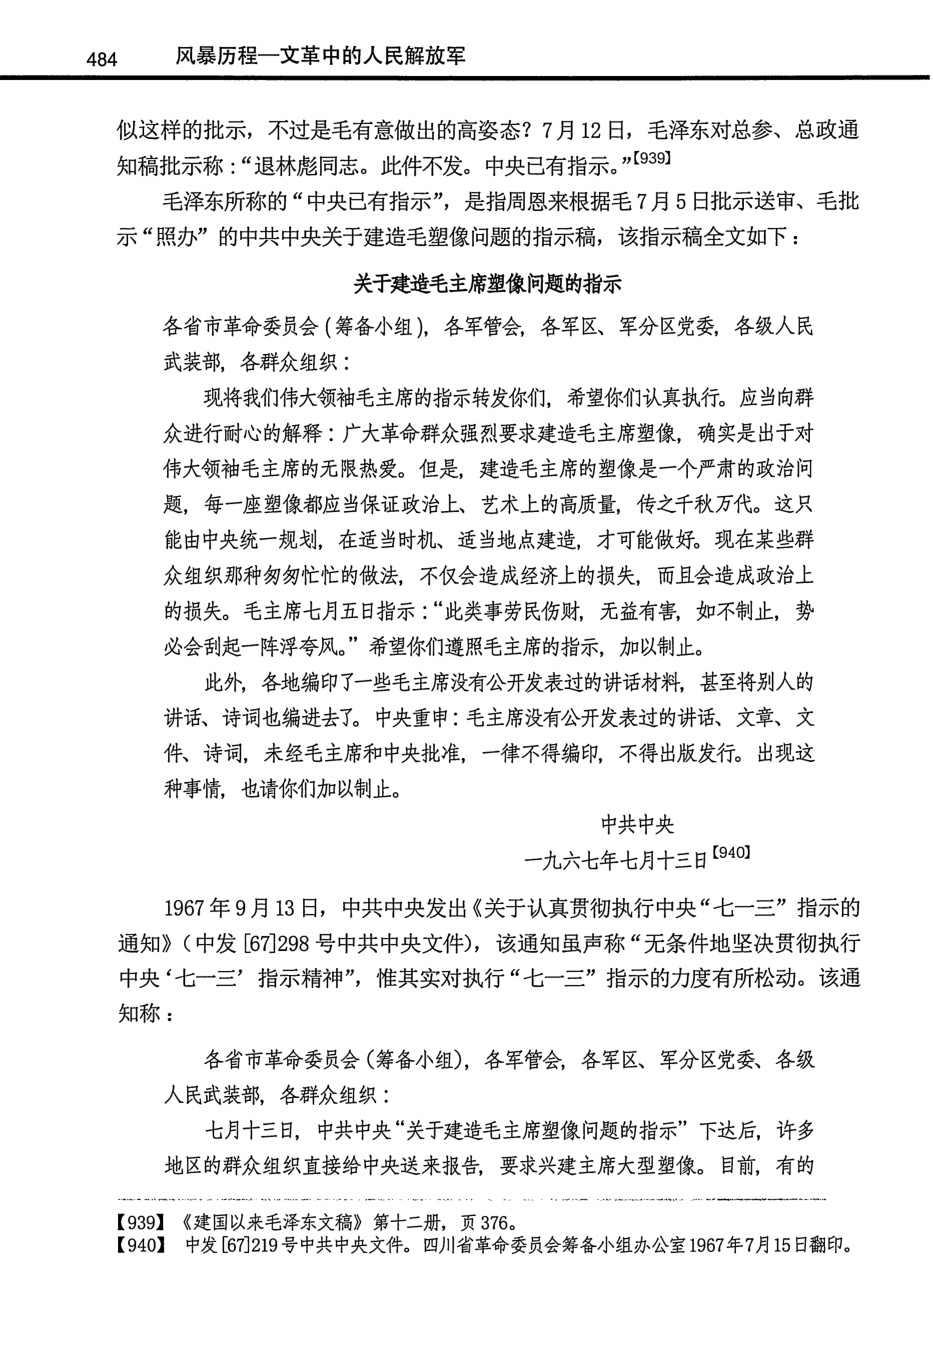 484 风暴历程—文革中的人民解放军
似这样的批示，不过是毛有意做出的高姿态？7月12日，毛泽东对总参、总政通
知稿批示称：“退林彪同志。此件不发。中央已有指示。”【939】
毛泽东所称的“中央已有指示”，是指周恩来根据毛7月5日批示送审、毛批
示“照办”的中共中央关于建造毛塑像问题的指示稿，该指示稿全文如下：
关于建造毛主席塑像问题的指示
各省市革命委员会（筹备小组），各军管会，各军区、军分区党委，各级人民
武装部，各群众组织：
现将我们伟大领袖毛主席的指示转发你们，希望你们认真执行。应当向群
众进行耐心的解释：广大革命群众强烈要求建造毛主席塑像，确实是出于对
伟大领袖毛主席的无限热爱。但是，建造毛主席的塑像是一个严肃的政治问
题，每一座塑像都应当保证政治上、艺术上的高质量，传之千秋万代。这只
能由中央统一规划，在适当时机、适当地点建造，才可能做好。现在某些群
众组织那种匆匆忙忙的做法，不仅会造成经济上的损失，而且会造成政治上
的损失。毛主席七月五日指示：“此类事劳民伤财，无益有害，如不制止，势
必会刮起一阵浮夸风。”希望你们遵照毛主席的指示，加以制止。
此外，各地编印了一些毛主席没有公开发表过的讲话材料，甚至将别人的
讲话、诗词也编进去了。中央重申：毛主席没有公开发表过的讲话、文章、文
件、诗词，未经毛主席和中央批准，一律不得编印，不得出版发行。出现这
种事情，也请你们加以制止。
中共中央
一九六七年七月十三日【940】
1967年9月13日，中共中央发出《关于认真贯彻执行中央“七一三”指示的
通知》（中发[67]298号中共中央文件），该通知虽声称“无条件地坚决贯彻执行
中央‘七一三’指示精神”，惟其实对执行“七一三”指示的力度有所松动。该通
知称：
各省市革命委员会（筹备小组），各军管会，各军区、军分区党委、各级
人民武装部，各群众组织：
七月十三日，中共中央“关于建造毛主席塑像问题的指示”下达后，许多
地区的群众组织直接给中央送来报告，要求兴建主席大型塑像。目前，有的
【939】《建国以来毛泽东文稿》第十二册，页376。
【940】 中发[67]219号中共中央文件。四川省革命委员会筹备小组办公室1967年7月15日翻印。